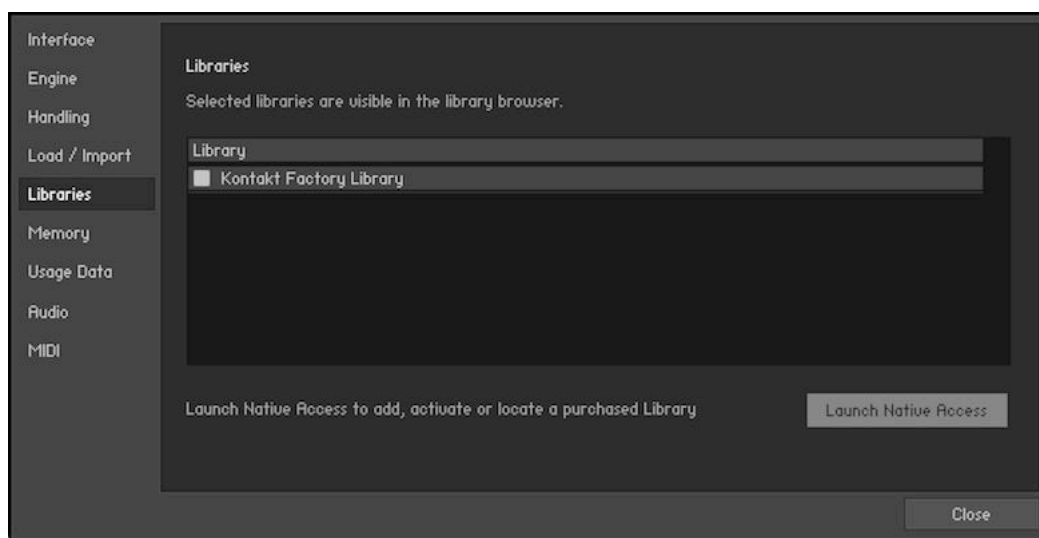 Interface
Engine
Handling
Load / Import
Libraries
Memory
Usage Data
Audio
MIDI
Libraries
Selected libraries are visible in the library browser.
Library
Kontakt Factory Library
Launch Native Access to add, activate or locate a purchased Library
Launch Native Access
Close